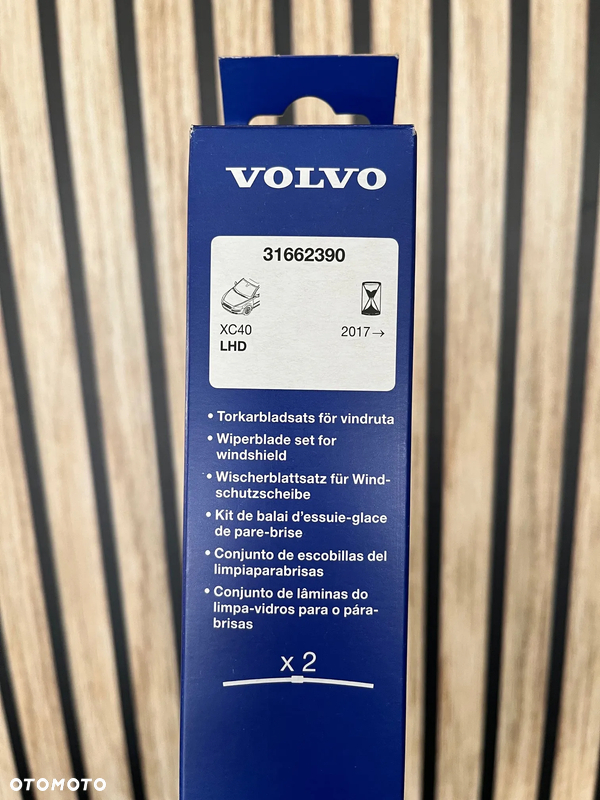 VOLVO
31662390
XC40
2017→
LHD
• Torkarbladsats för vindruta
• Wiperblade set for
windshield
• Wischerblattsatz für Wind-
schutzscheibe
• Kit de balai d'essuie-glace
de pare-brise
• Conjunto de escobillas del
limpiaparabrisas
• Conjunto de lâminas do
limpa-vidros para o pára-
brisas
x 2
OTOMOTO